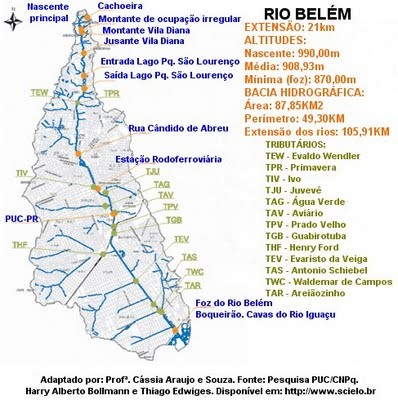 Nascente
principal
Cachoeira
Montante de ocupação irregular
Montante Vila Diana
Jusante Vila Diana
Entrada Lago Pq. São Lourenço
Saída Lago Pq. São Lourenço
TEW
TPR
Rua Cândido de Abreu
Estação Rodoferroviária
TIV
TJU
TAG
TAV
PUC-PR
TPV
TGB
THF
TEV
TAS
TWC
TAR
Foz do Rio Belém
Boqueirão. Cavas do Rio Iguaçu
RIO BELÉM
EXTENSÃO: 21km
ALTITUDES:
Nascente: 990,00m
Média: 908,93m
Mínima (foz): 870,00m
BACIA HIDROGRÁFICA:
Área: 87,85KM2
Perímetro: 49,30KM
Extensão dos rios: 105,91KM
TRIBUTÁRIOS:
TEW - Evaldo Wendler
TPR - Primavera
TIV - Ivo
TJU - Juvevé
TAG - Água Verde
TAV - Aviário
TPV - Prado Velho
TGB - Guabirotuba
THF - Henry Ford
TEV - Evaristo da Veiga
TAS - Antonio Schiebel
TWC - Waldemar de Campos
TAR - Areiãozinho
Adaptado por: Profª. Cássia Araujo e Souza. Fonte: Pesquisa PUC/CNPq.
Harry Alberto Bollmann e Thiago Edwiges. Disponível em: http://www.scielo.br